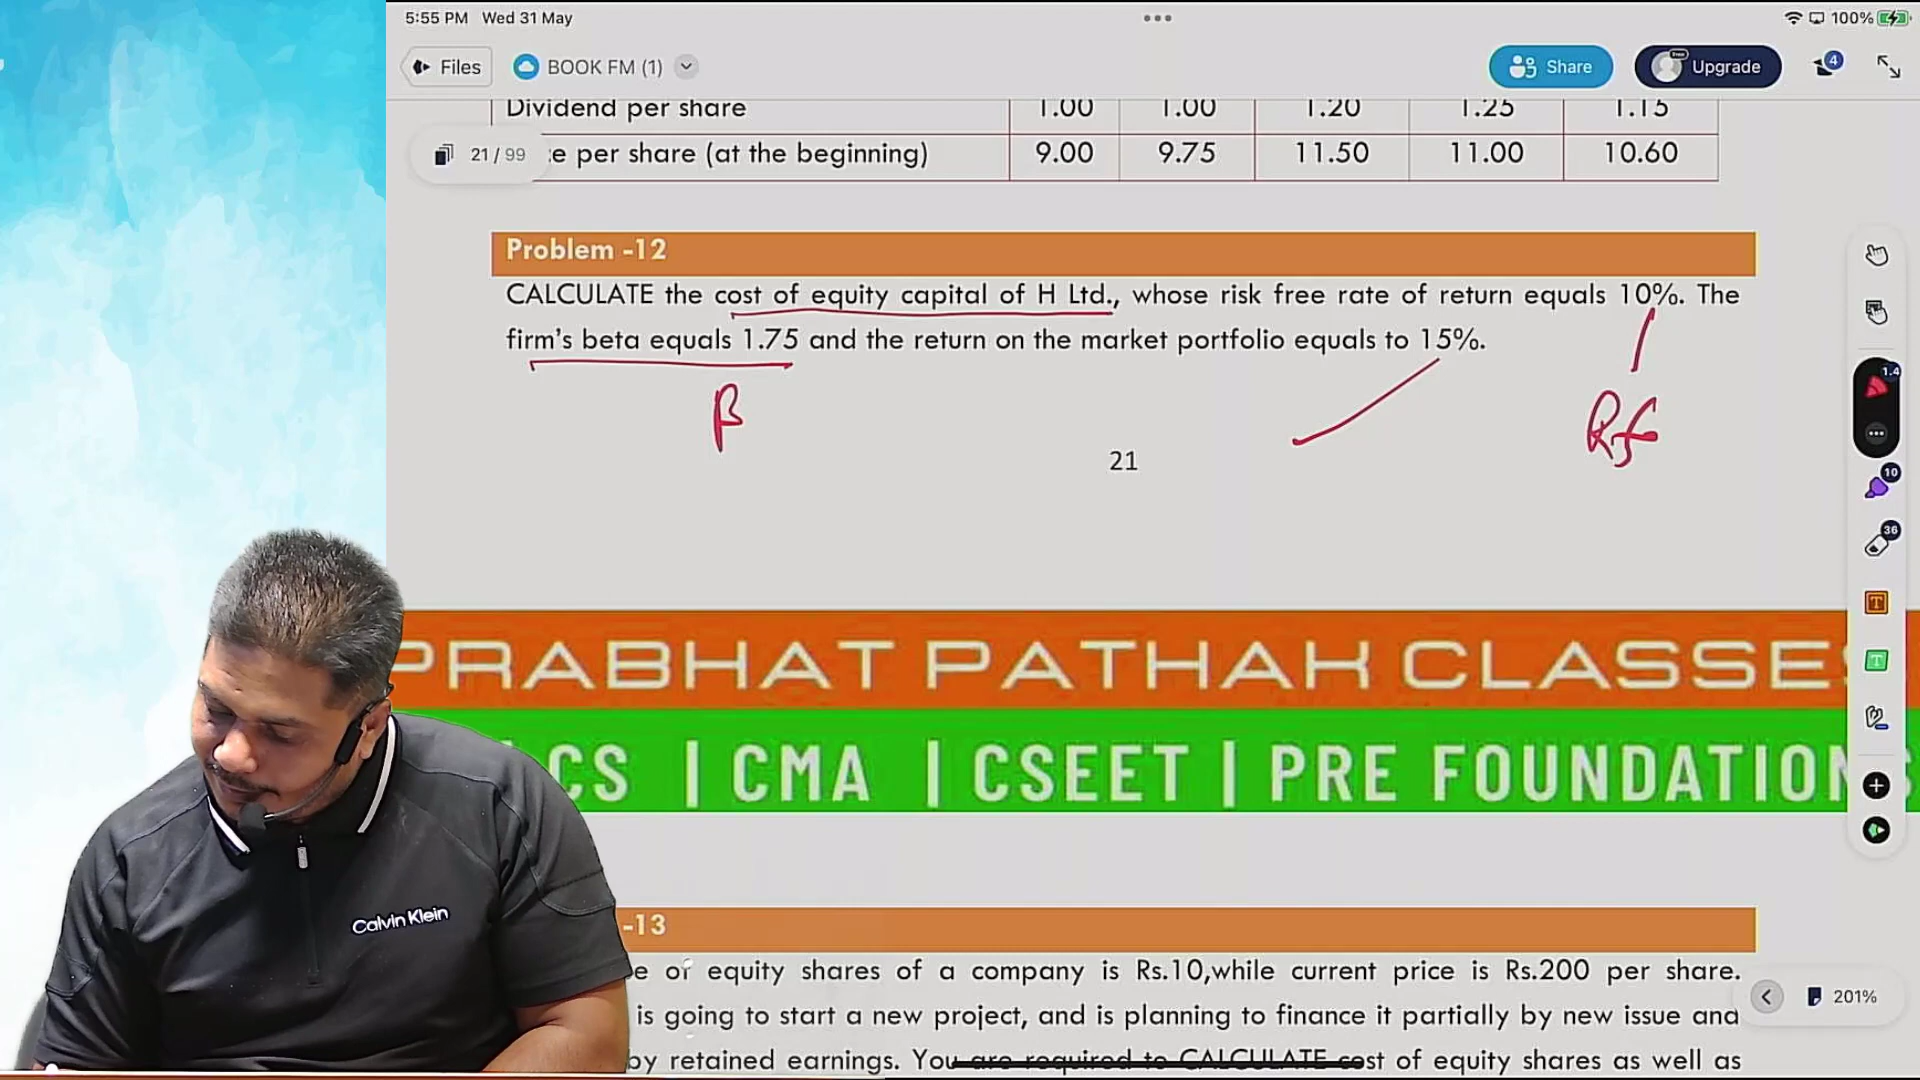 5:55 PM Wed 31 May
100%
Files
BOOK FM (1)
Share
Upgrade
4
Dividend per share 1.00 1.00 1.20 1.25 1.15
21 / 99
per share (at the beginning) 9.00 9.75 11.50 11.00 10.60
Problem -12
CALCULATE the cost of equity capital of H Ltd., whose risk free rate of return equals 10%. The
firm's beta equals 1.75 and the return on the market portfolio equals to 15%.
β
Rf
21
1.4
10
36
PRABHAT PATHAK CLASSES
CS | CMA | CSEET | PRE FOUNDATION
Calvin Klein
-13
of equity shares of a company is Rs.10,while current price is Rs.200 per share.
is going to start a new project, and is planning to finance it partially by new issue and
by retained earnings. You are required to CALCULATE cost of equity shares as well as
201%